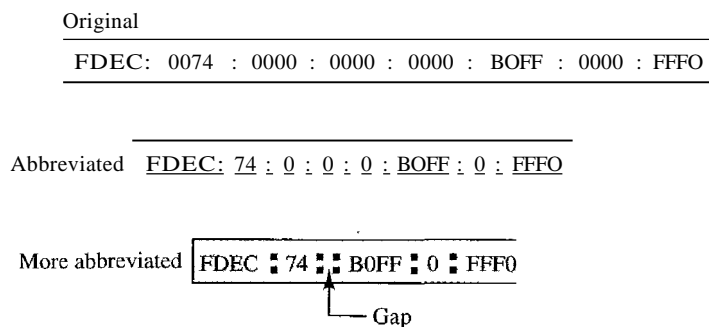 Original
FDEC: 0074 : 0000 : 0000 : 0000 : BOFF : 0000 : FFFO
Abbreviated FDEC: 74 : 0 : 0 : 0 : BOFF : 0 : FFFO
More abbreviated FDEC : 74 : : B0FF : 0 : FFF0
Gap